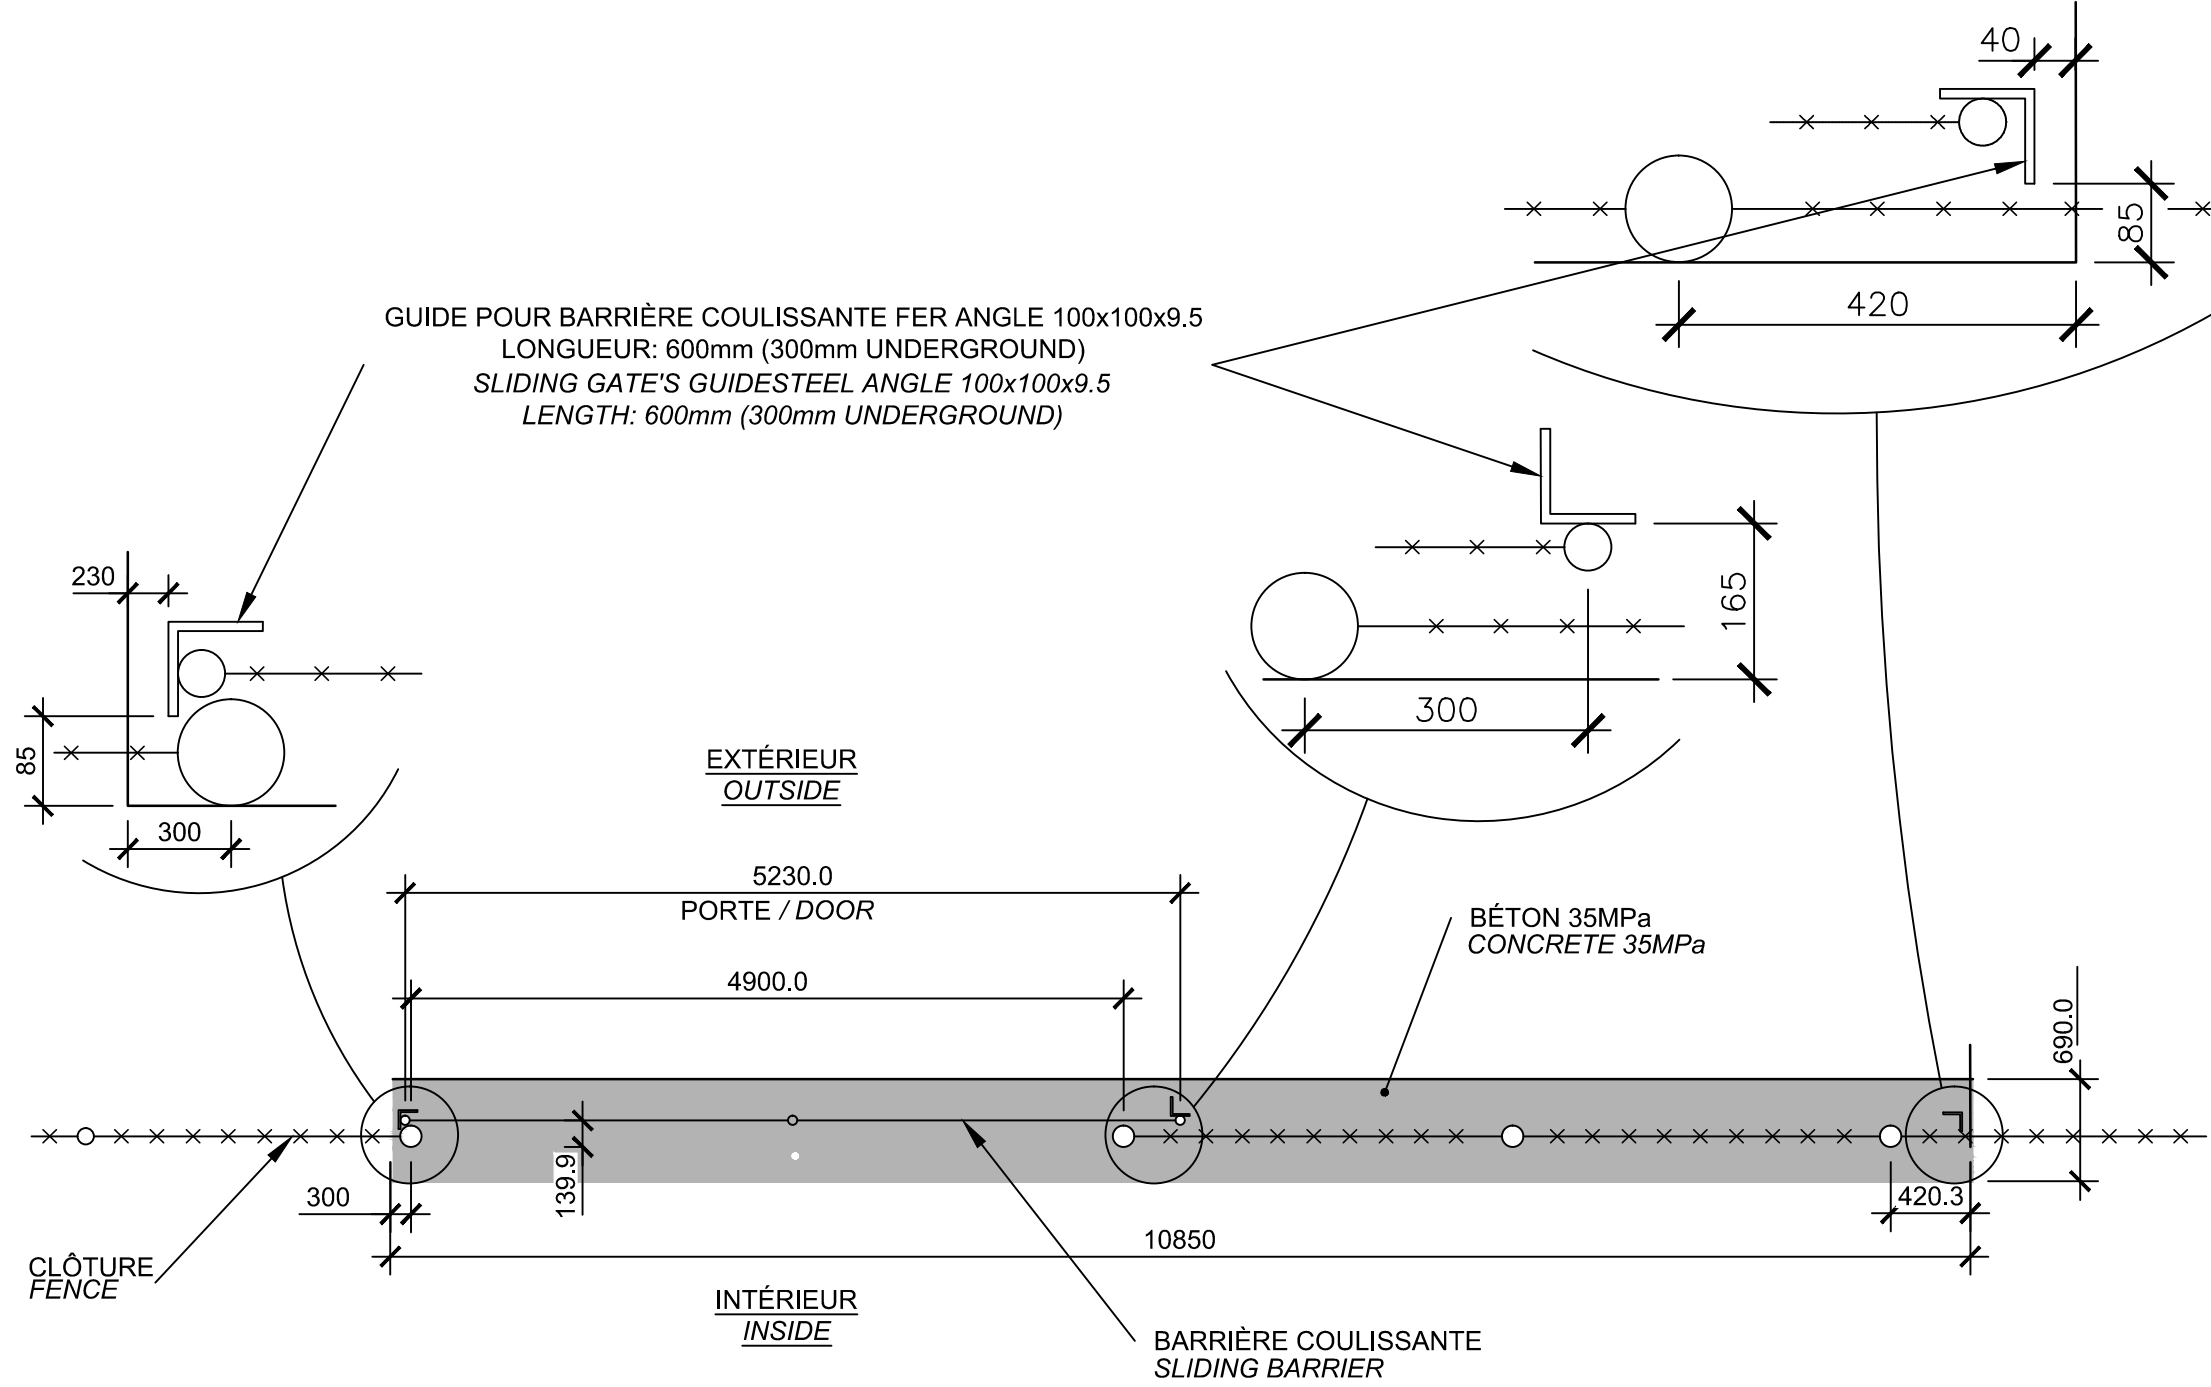 40
85
420
GUIDE POUR BARRIÈRE COULISSANTE FER ANGLE 100x100x9.5
LONGUEUR: 600mm (300mm UNDERGROUND)
SLIDING GATE'S GUIDESTEEL ANGLE 100x100x9.5
LENGTH: 600mm (300mm UNDERGROUND)
230
85
300
165
300
EXTÉRIEUR
OUTSIDE
5230.0
PORTE / DOOR
4900.0
BÉTON 35MPa
CONCRETE 35MPa
690.0
139.9
300
420.3
10850
CLÔTURE
FENCE
INTÉRIEUR
INSIDE
BARRIÈRE COULISSANTE
SLIDING BARRIER